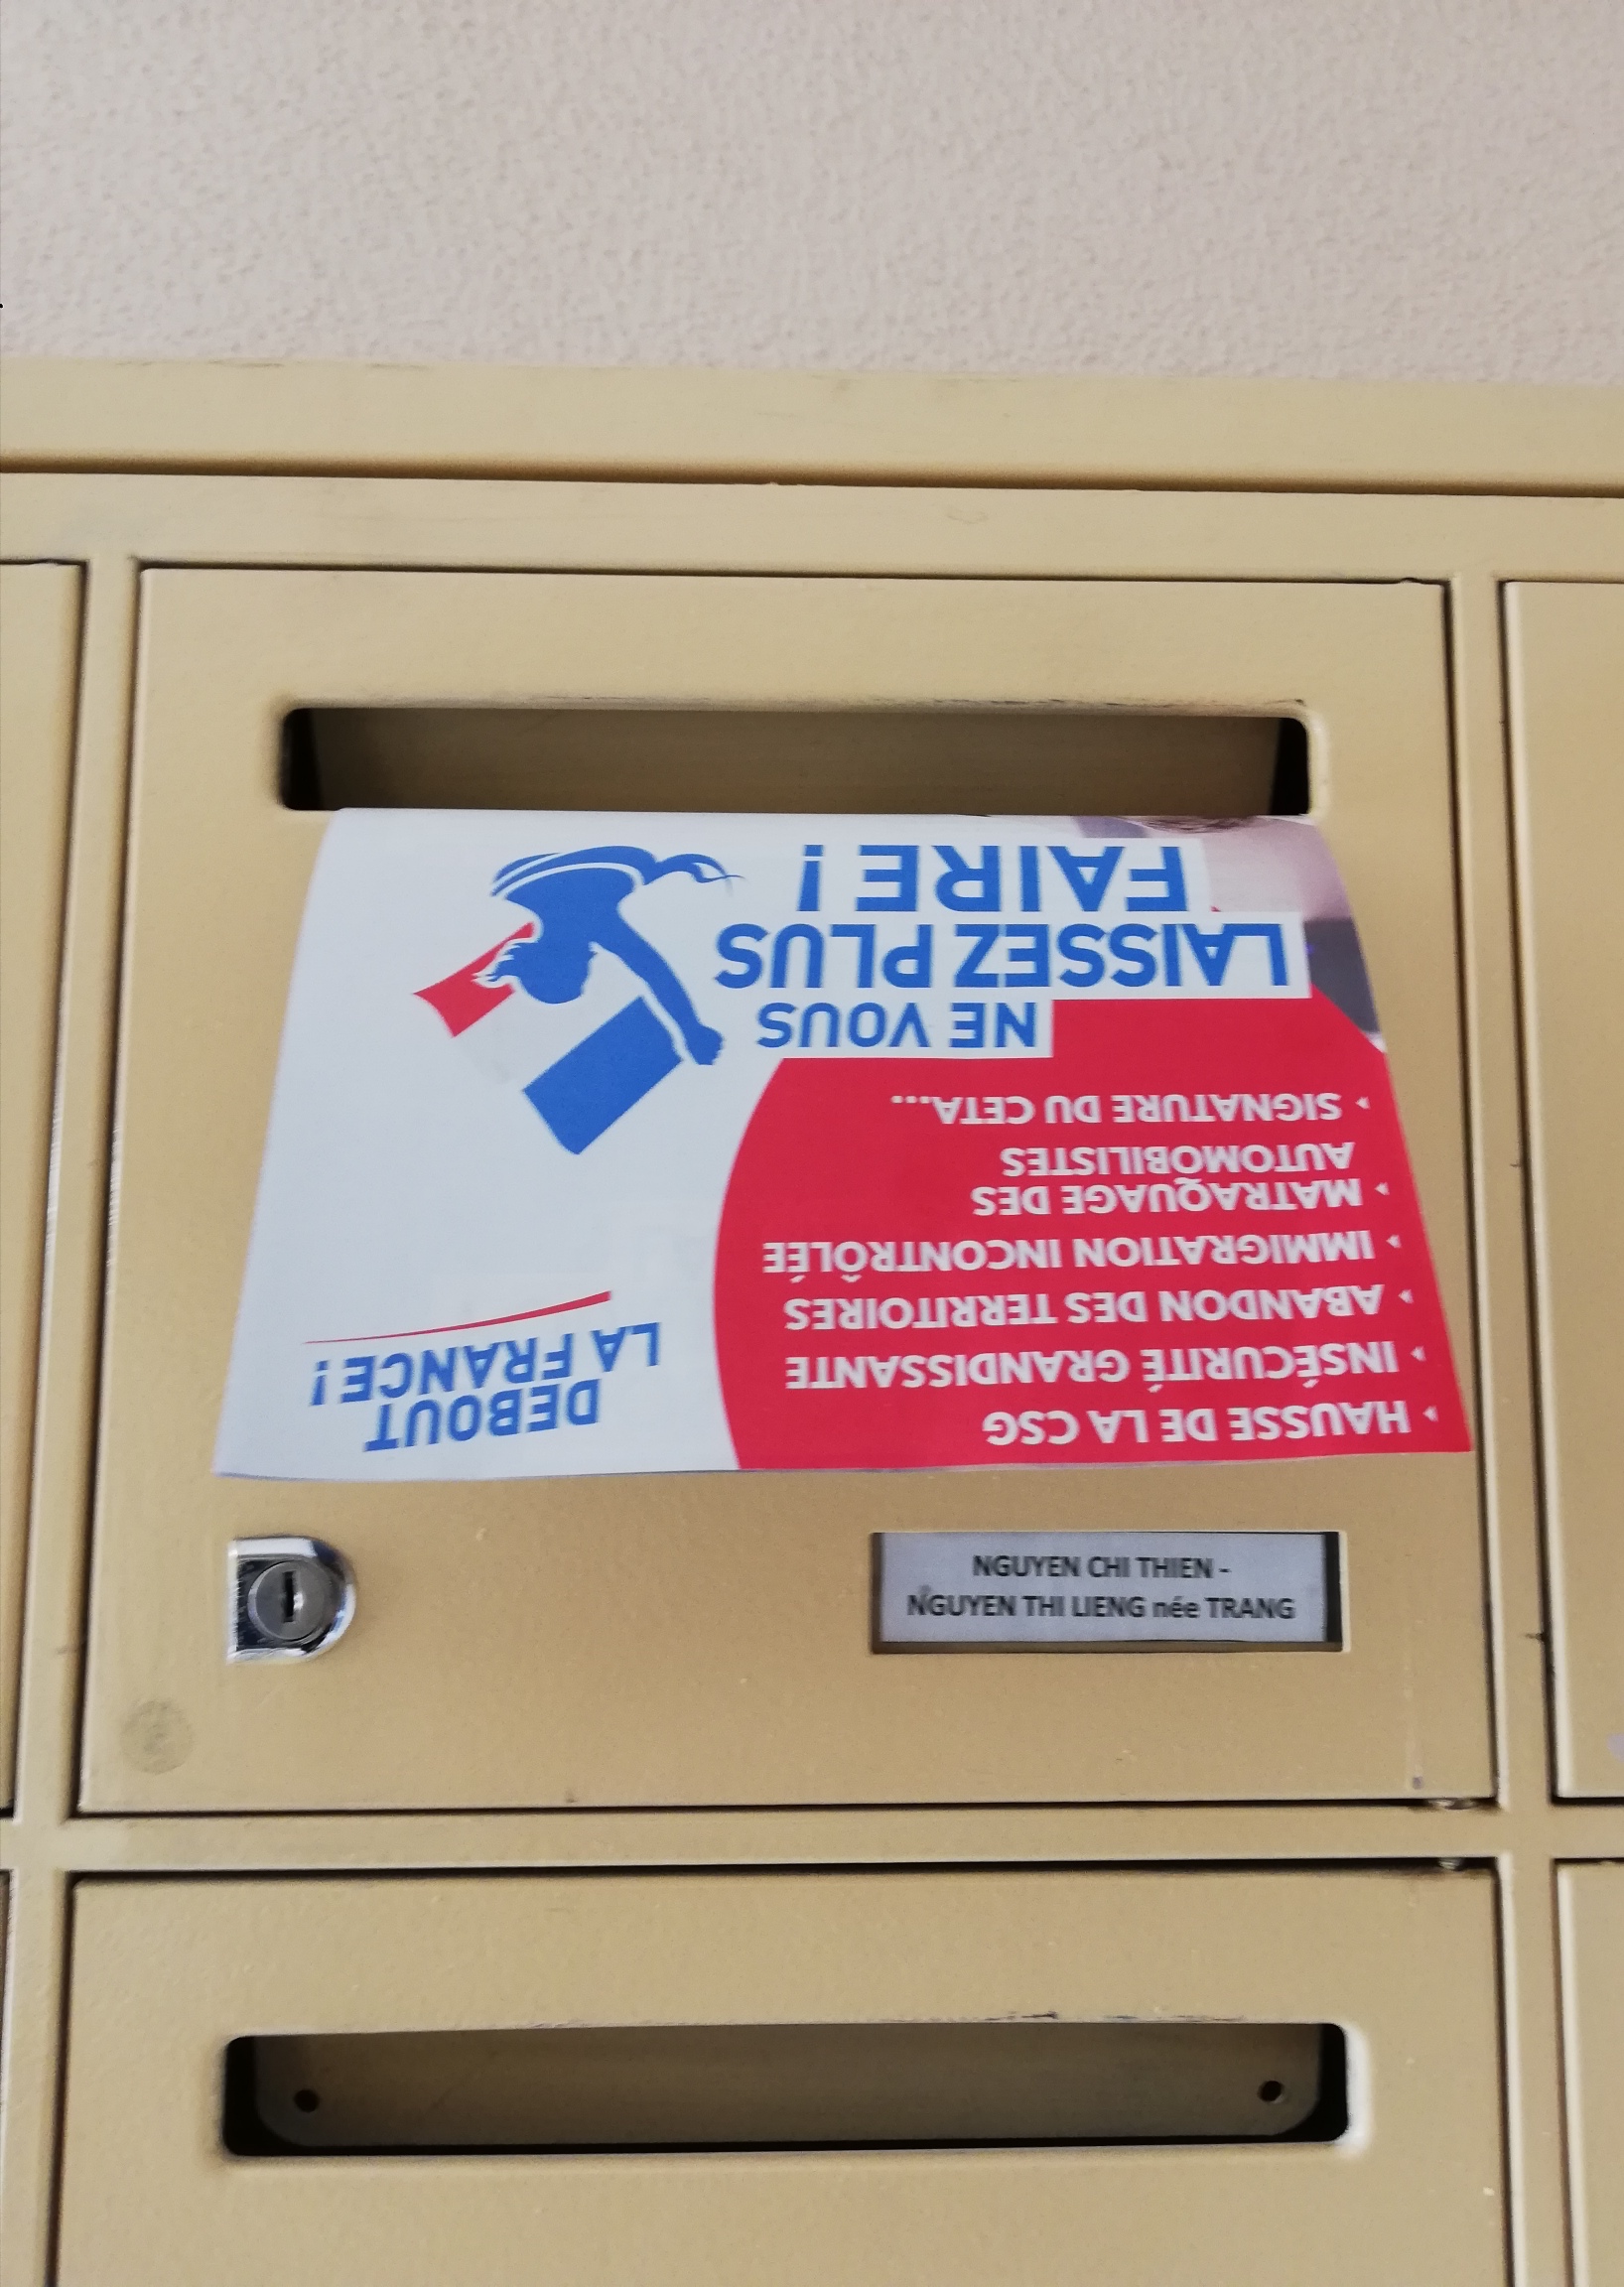 DEBOUT
LA FRANCE !
‣ HAUSSE DE LA CSG
‣ INSÉCURITÉ GRANDISSANTE
‣ ABANDON DES TERRITOIRES
‣ IMMIGRATION INCONTRÔLÉE
‣ MATRAQUAGE DES
AUTOMOBILISTES
‣ SIGNATURE DU CETA...
NE VOUS
LAISSEZ PLUS
FAIRE !
NGUYEN CHI THIEN -
NGUYEN THI LIENG née TRANG